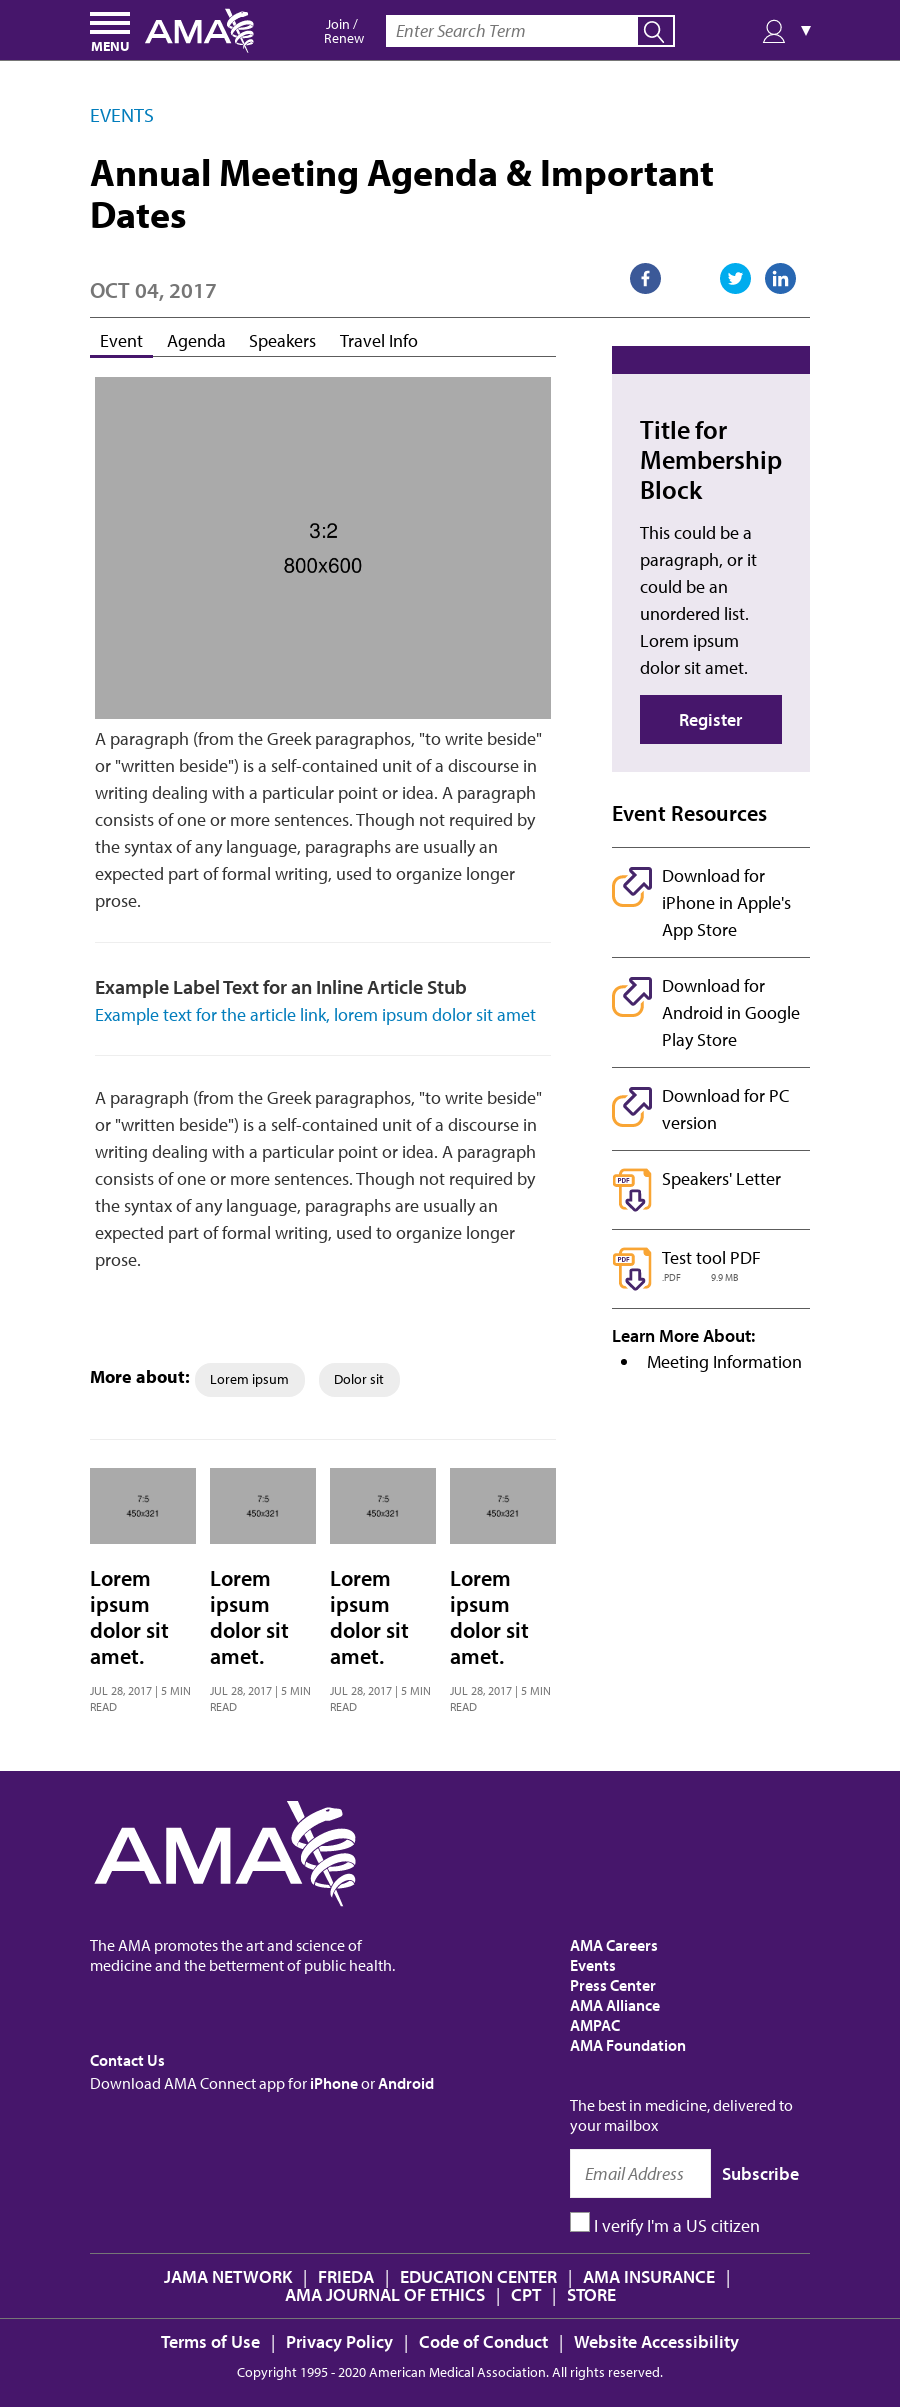 MENU
AMA
Join /
Renew
Enter Search Term
▼
EVENTS
Annual Meeting Agenda & Important
Dates
OCT 04, 2017
Event Agenda Speakers Travel Info
3:2
800x600
A paragraph (from the Greek paragraphos, "to write beside"
or "written beside") is a self-contained unit of a discourse in
writing dealing with a particular point or idea. A paragraph
consists of one or more sentences. Though not required by
the syntax of any language, paragraphs are usually an
expected part of formal writing, used to organize longer
prose.
Example Label Text for an Inline Article Stub
Example text for the article link, lorem ipsum dolor sit amet
A paragraph (from the Greek paragraphos, "to write beside"
or "written beside") is a self-contained unit of a discourse in
writing dealing with a particular point or idea. A paragraph
consists of one or more sentences. Though not required by
the syntax of any language, paragraphs are usually an
expected part of formal writing, used to organize longer
prose.
More about: Lorem ipsum Dolor sit
Title for
Membership
Block
This could be a
paragraph, or it
could be an
unordered list.
Lorem ipsum
dolor sit amet.
Register
Event Resources
Download for
iPhone in Apple's
App Store
Download for
Android in Google
Play Store
Download for PC
version
PDF
Speakers' Letter
PDF
Test tool PDF
.PDF 9.9 MB
Learn More About:
• Meeting Information
7:5
450x321
Lorem
ipsum
dolor sit
amet.
JUL 28, 2017 | 5 MIN
READ
7:5
450x321
Lorem
ipsum
dolor sit
amet.
JUL 28, 2017 | 5 MIN
READ
7:5
450x321
Lorem
ipsum
dolor sit
amet.
JUL 28, 2017 | 5 MIN
READ
7:5
450x321
Lorem
ipsum
dolor sit
amet.
JUL 28, 2017 | 5 MIN
READ
AMA
The AMA promotes the art and science of
medicine and the betterment of public health.
Contact Us
Download AMA Connect app for iPhone or Android
AMA Careers
Events
Press Center
AMA Alliance
AMPAC
AMA Foundation
The best in medicine, delivered to
your mailbox
Email Address Subscribe
I verify I'm a US citizen
JAMA NETWORK | FRIEDA | EDUCATION CENTER | AMA INSURANCE |
AMA JOURNAL OF ETHICS | CPT | STORE
Terms of Use | Privacy Policy | Code of Conduct | Website Accessibility
Copyright 1995 - 2020 American Medical Association. All rights reserved.